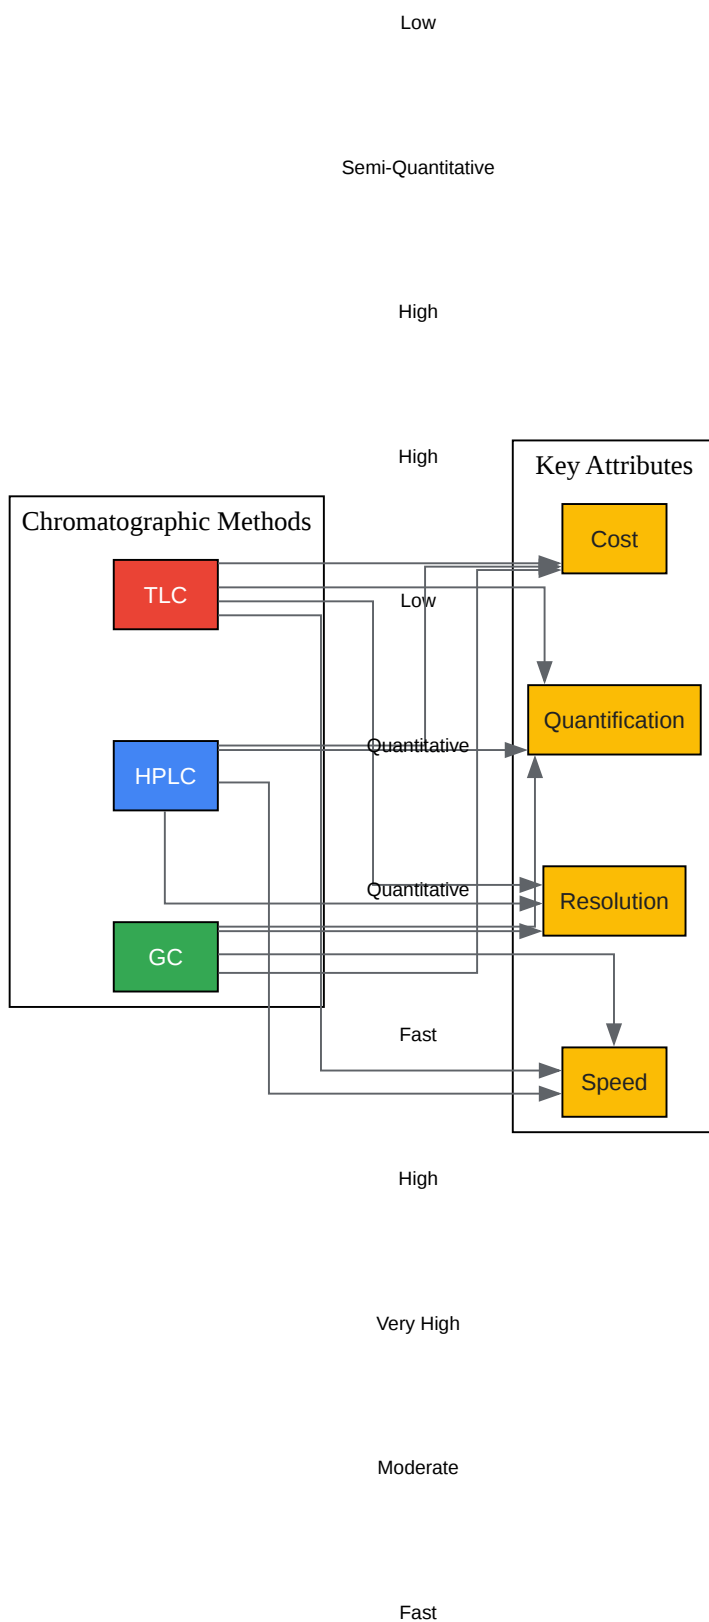 Low
Semi-Quantitative
High
High
Key Attributes
Chromatographic Methods
Cost
TLC
Low
Quantification
Quantitative
HPLC
Quantitative
Resolution
GC
Fast
Speed
High
Very High
Moderate
Fast